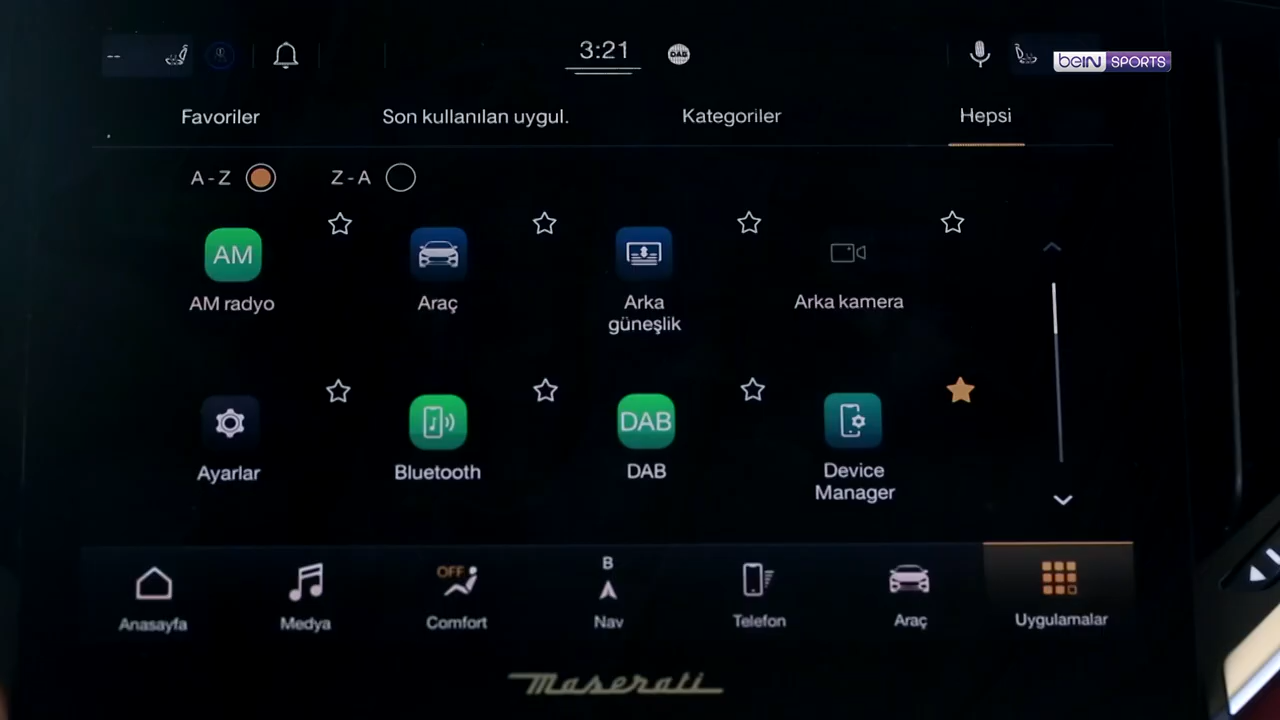 --
3:21
DAB
beIN SPORTS
Favoriler
Son kullanılan uygul.
Kategoriler
Hepsi
A - Z
Z - A
AM
AM radyo
Araç
Arka
güneşlik
Arka kamera
Ayarlar
Bluetooth
DAB
DAB
Device
Manager
OFF
B
Anasayfa
Medya
Comfort
Nav
Telefon
Araç
Uygulamalar
Maserati